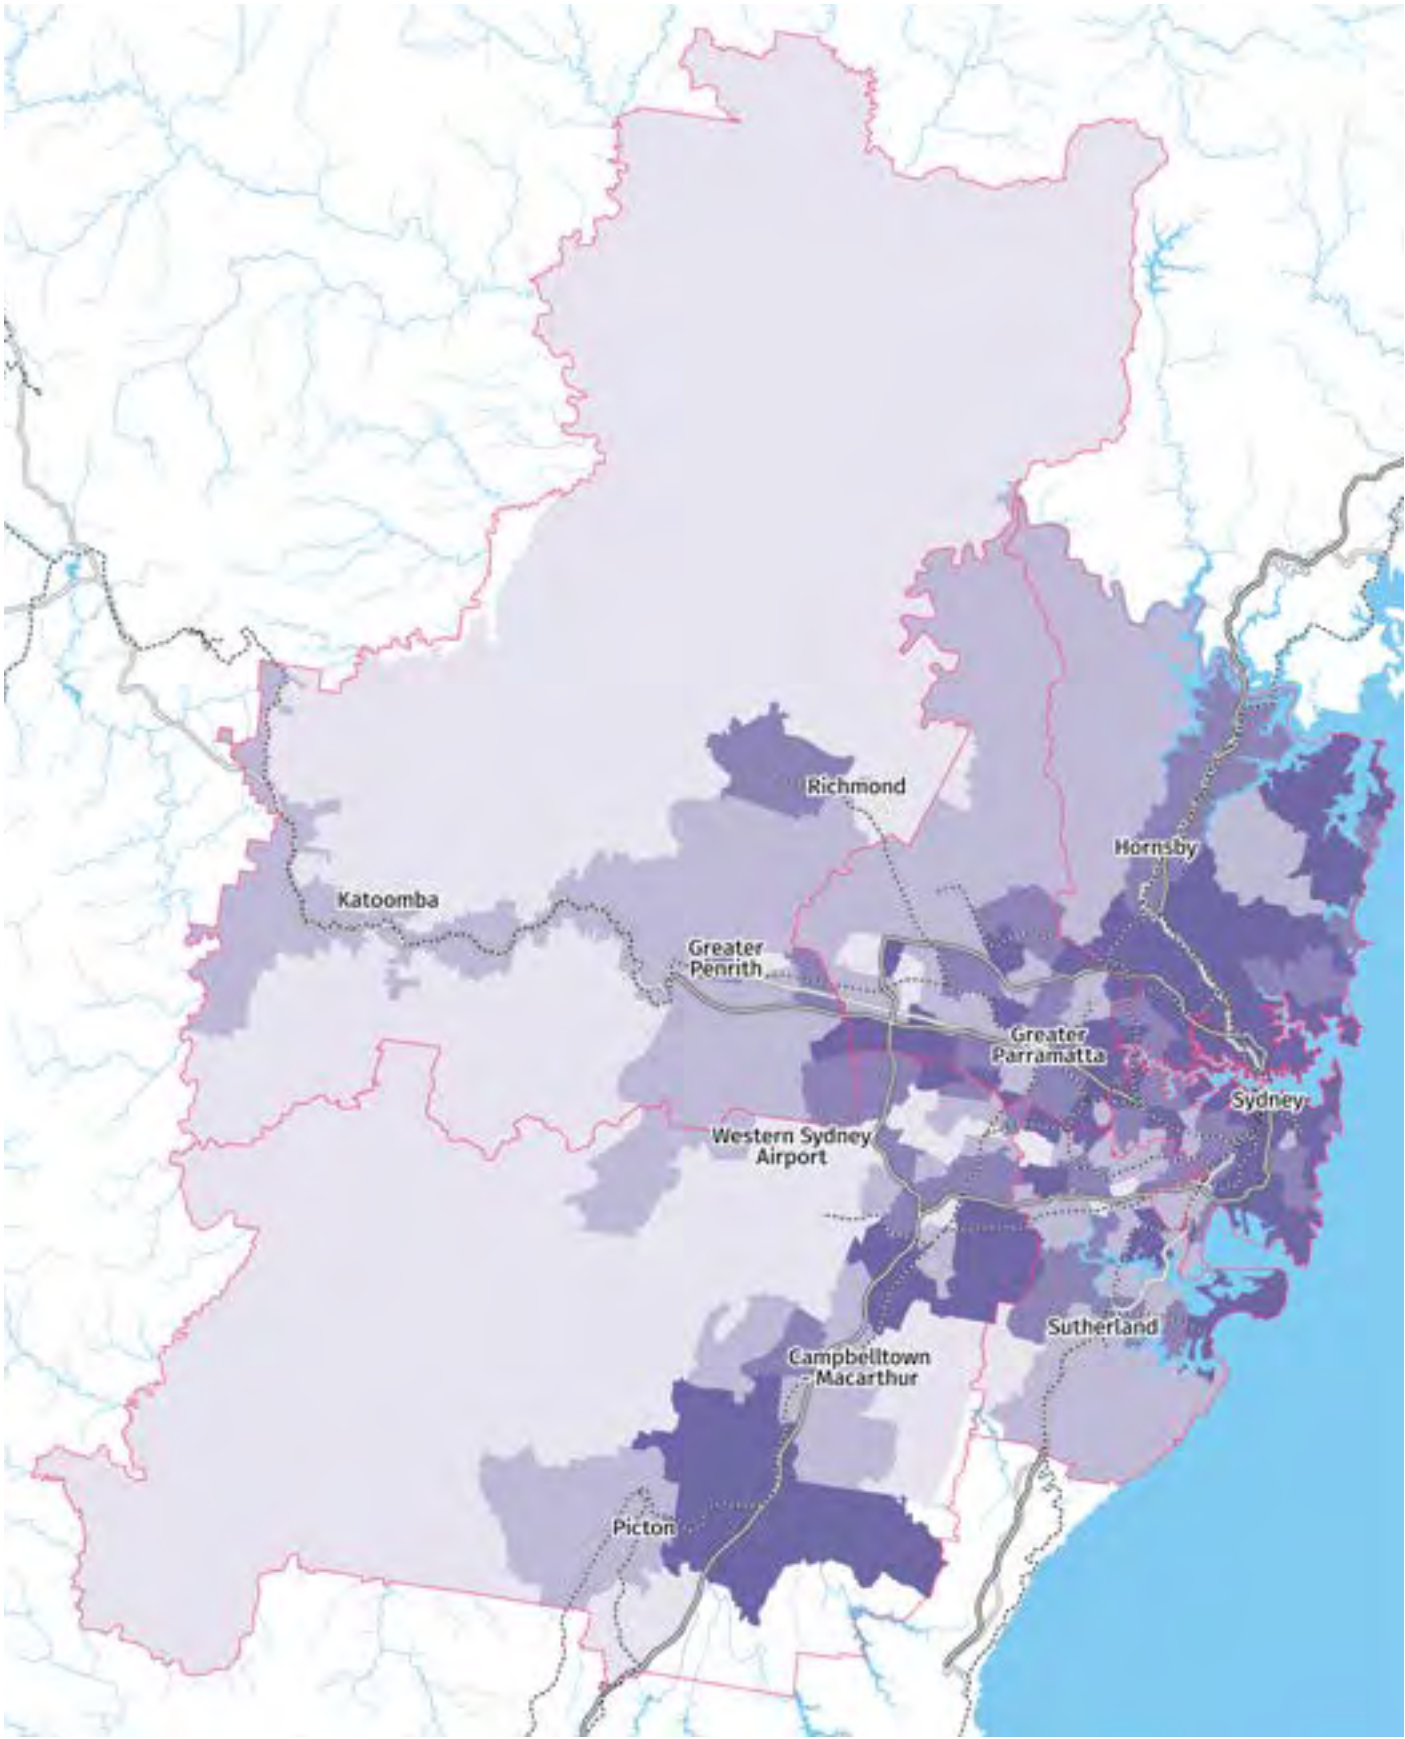 Richmond
Hornsby
Katoomba
Greater
Penrith
Greater
Parramatta
Sydney
Western Sydney
Airport
Sutherland
Campbelltown
-Macarthur
Picton